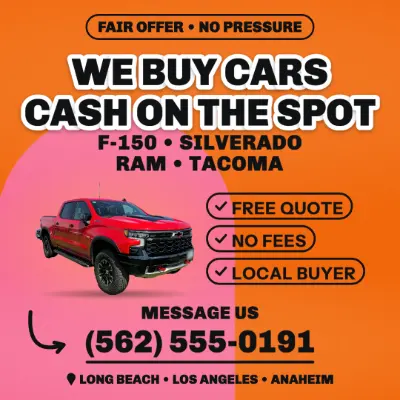 FAIR OFFER • NO PRESSURE
WE BUY CARS
CASH ON THE SPOT
F-150 • SILVERADO
RAM • TACOMA
FREE QUOTE
NO FEES
LOCAL BUYER
MESSAGE US
(562) 555-0191
LONG BEACH • LOS ANGELES • ANAHEIM